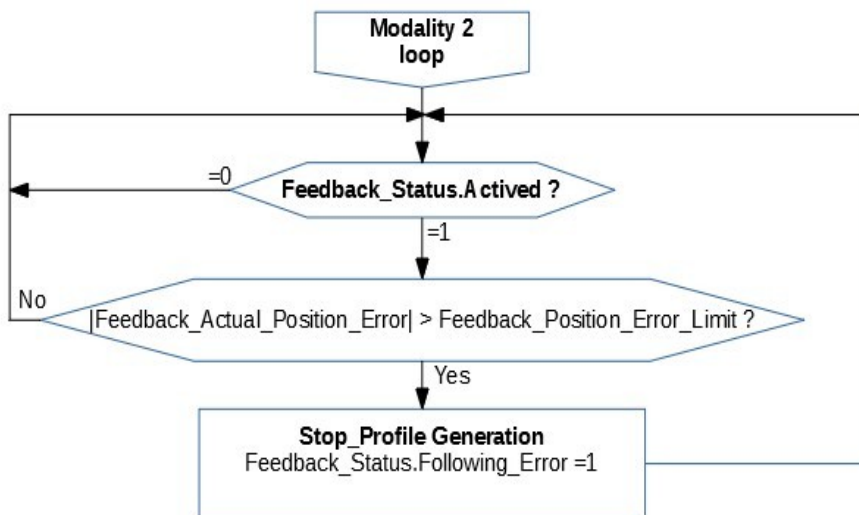 Modality 2
loop
=0
Feedback_Status.Actived ?
=1
No
|Feedback_Actual_Position_Error| > Feedback_Position_Error_Limit ?
Yes
Stop_Profile Generation
Feedback_Status.Following_Error =1